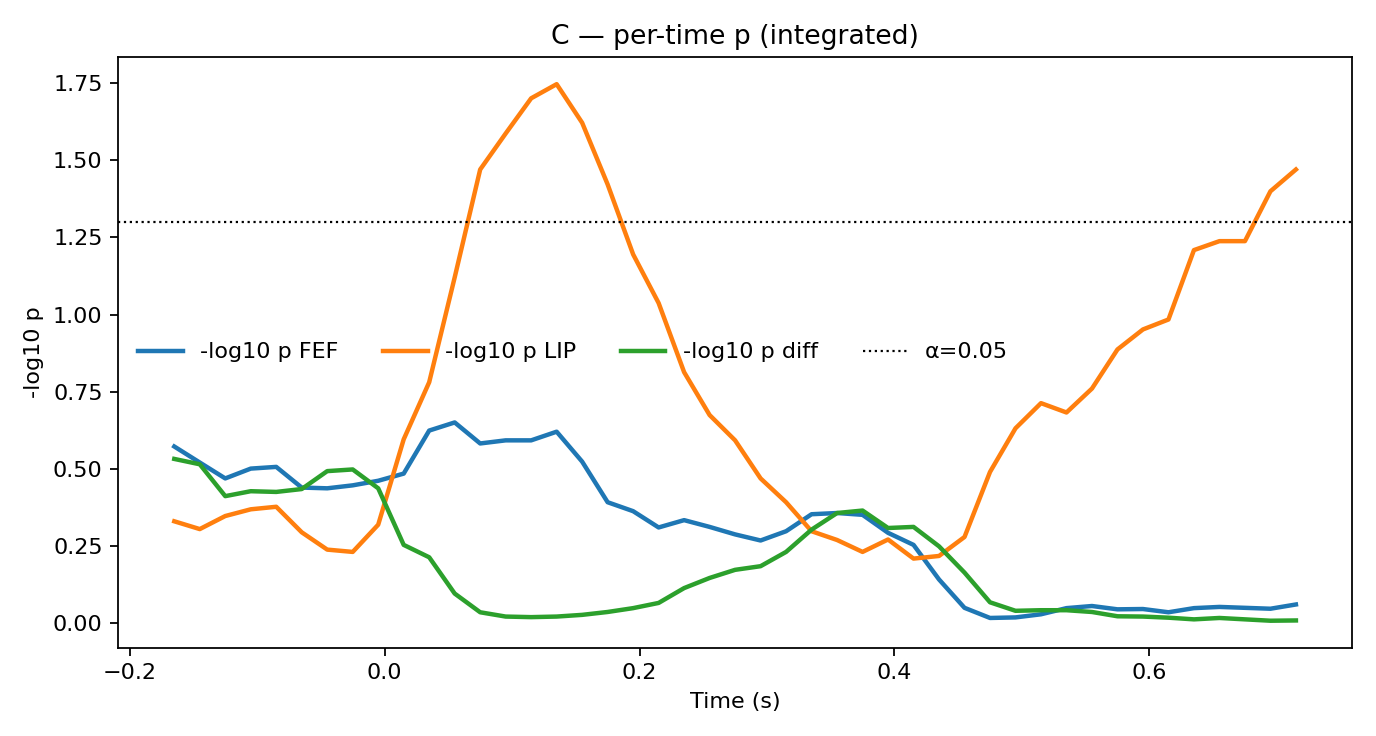 C — per-time p (integrated)
-log10 p
1.75
1.50
1.25
1.00
0.75
0.50
0.25
0.00
-log10 p FEF -log10 p LIP -log10 p diff α=0.05
−0.2 0.0 0.2 0.4 0.6
Time (s)